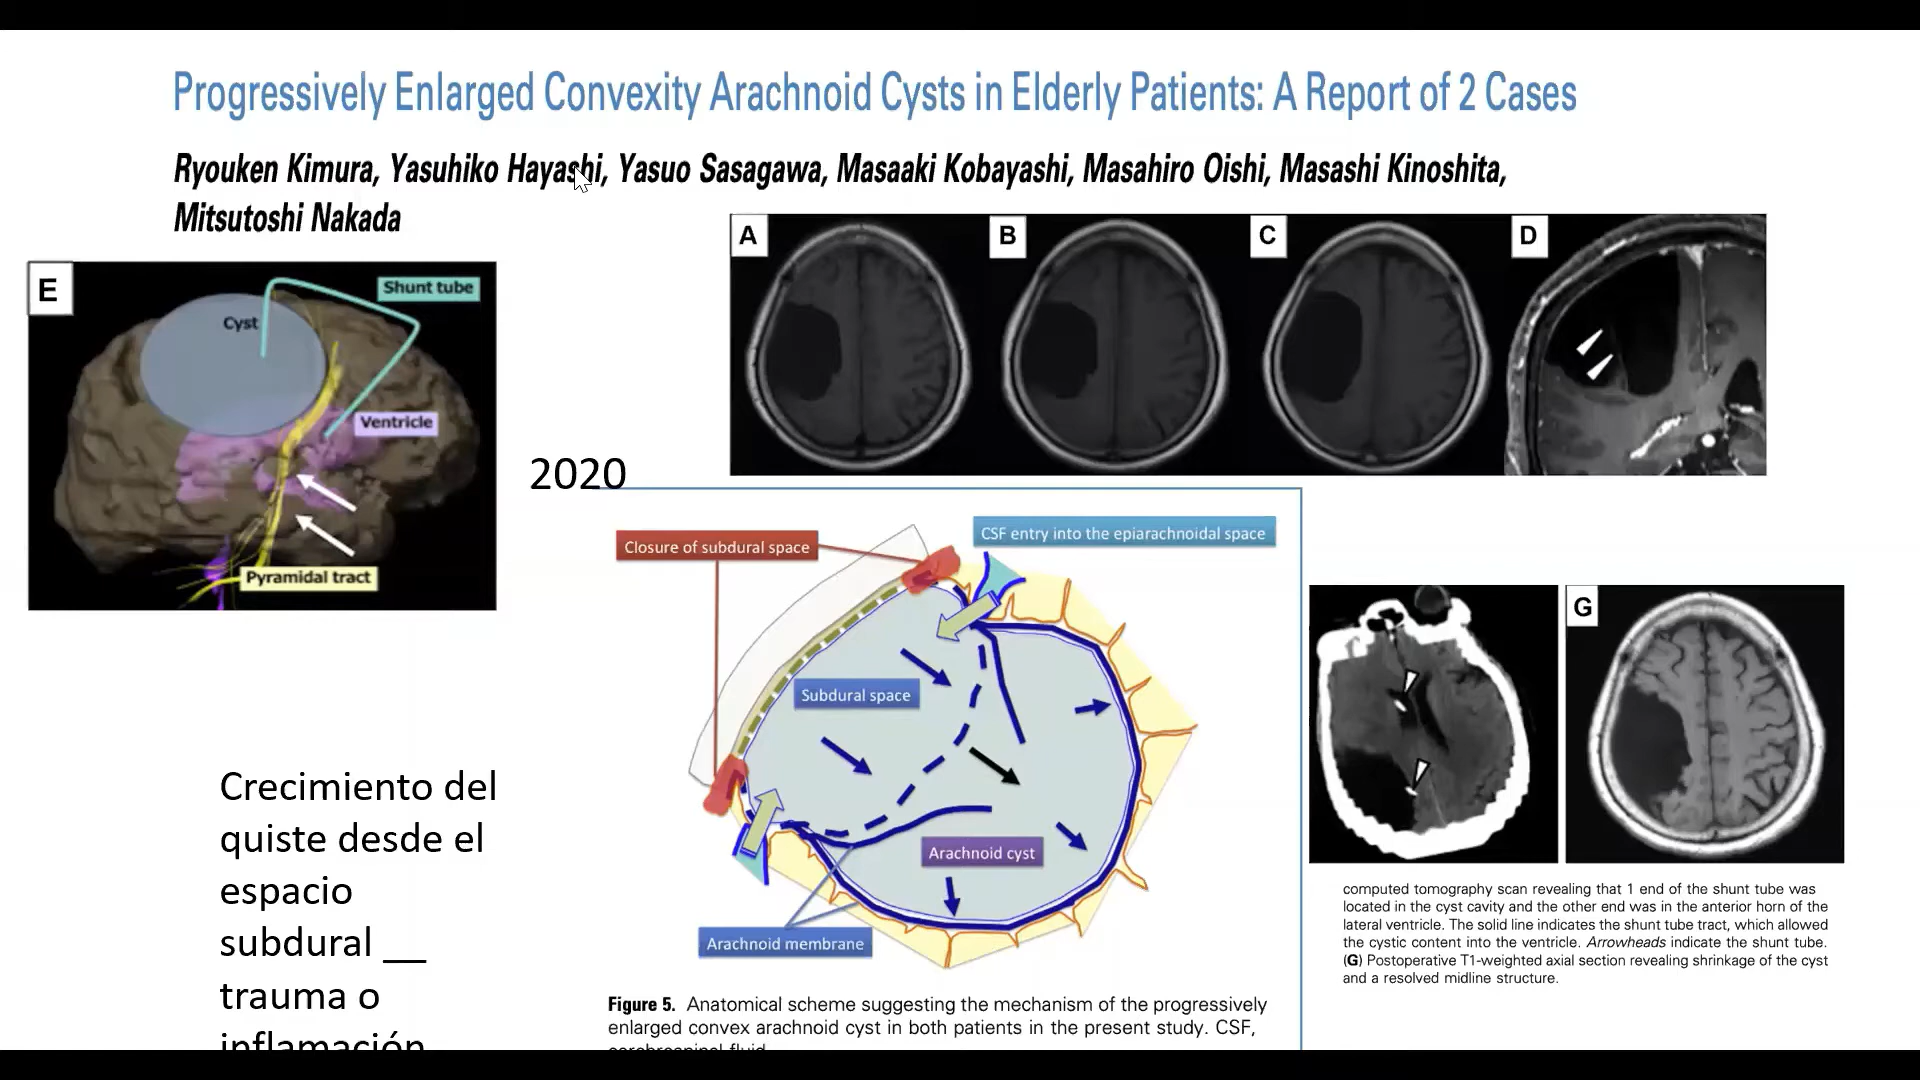 Progressively Enlarged Convexity Arachnoid Cysts in Elderly Patients: A Report of 2 Cases
Ryouken Kimura, Yasuhiko Hayashi, Yasuo Sasagawa, Masaaki Kobayashi, Masahiro Oishi, Masashi Kinoshita,
Mitsutoshi Nakada
A
B
C
D
E
Shunt tube
Cyst
Ventricle
Pyramidal tract
2020
Closure of subdural space
CSF entry into the epiarachnoidal space
Subdural space
Arachnoid cyst
Arachnoid membrane
Figure 5. Anatomical scheme suggesting the mechanism of the progressively
enlarged convex arachnoid cyst in both patients in the present study. CSF,
cerebrospinal fluid
G
computed tomography scan revealing that 1 end of the shunt tube was
located in the cyst cavity and the other end was in the anterior horn of the
lateral ventricle. The solid line indicates the shunt tube tract, which allowed
the cystic content into the ventricle. Arrowheads indicate the shunt tube.
(G) Postoperative T1-weighted axial section revealing shrinkage of the cyst
and a resolved midline structure.
Crecimiento del
quiste desde el
espacio
subdural __
trauma o
inflamación